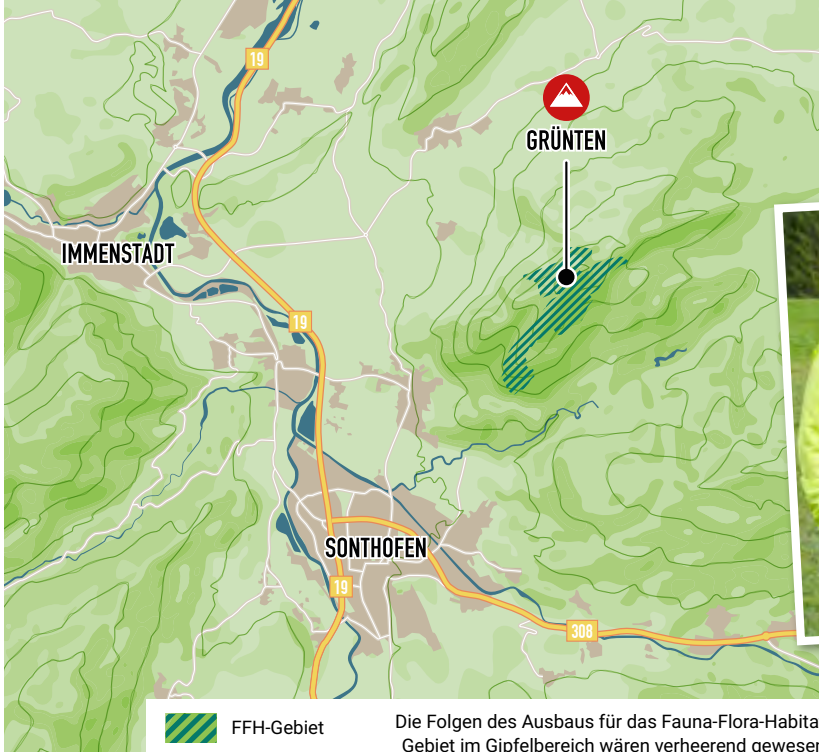 19
GRÜNTEN
IMMENSTADT
19
SONTHOFEN
19
308
FFH-Gebiet
Die Folgen des Ausbaus für das Fauna-Flora-Habita
Gebiet im Gipfelbereich wären verheerend gewesen